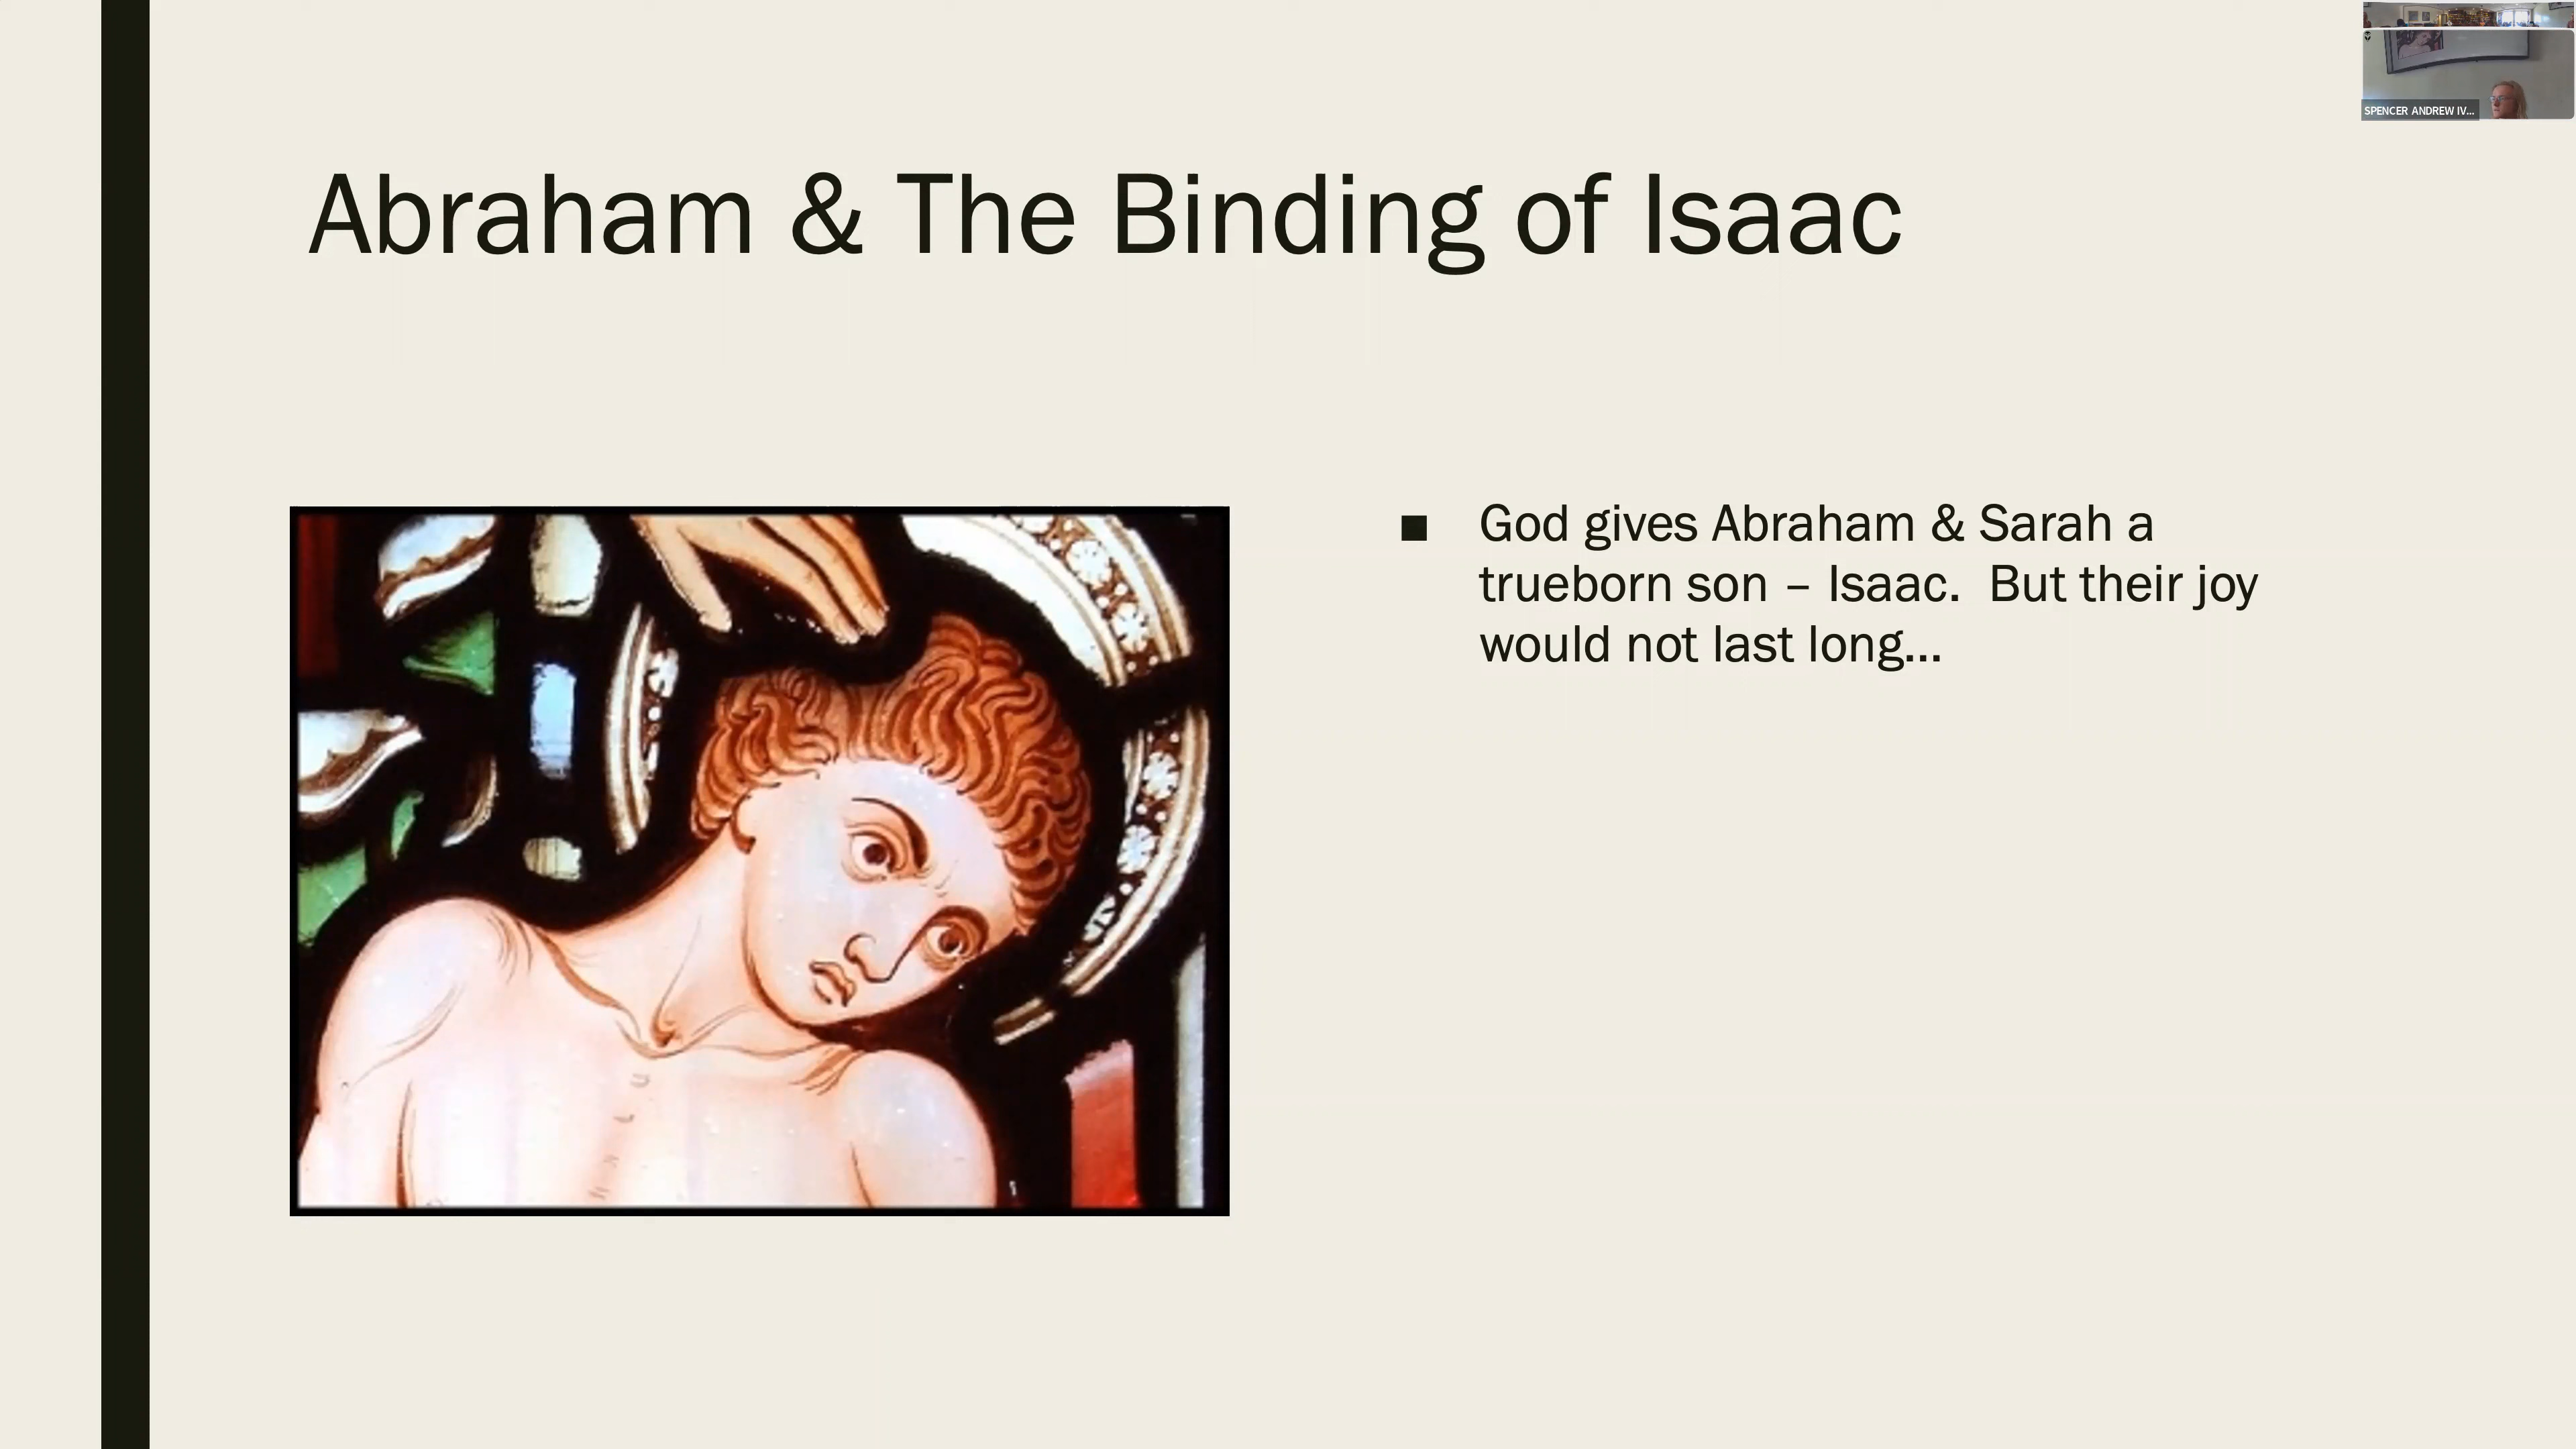 SPENCER ANDREW IV...
Abraham & The Binding of Isaac
■ God gives Abraham & Sarah a
trueborn son – Isaac.  But their joy
would not last long...